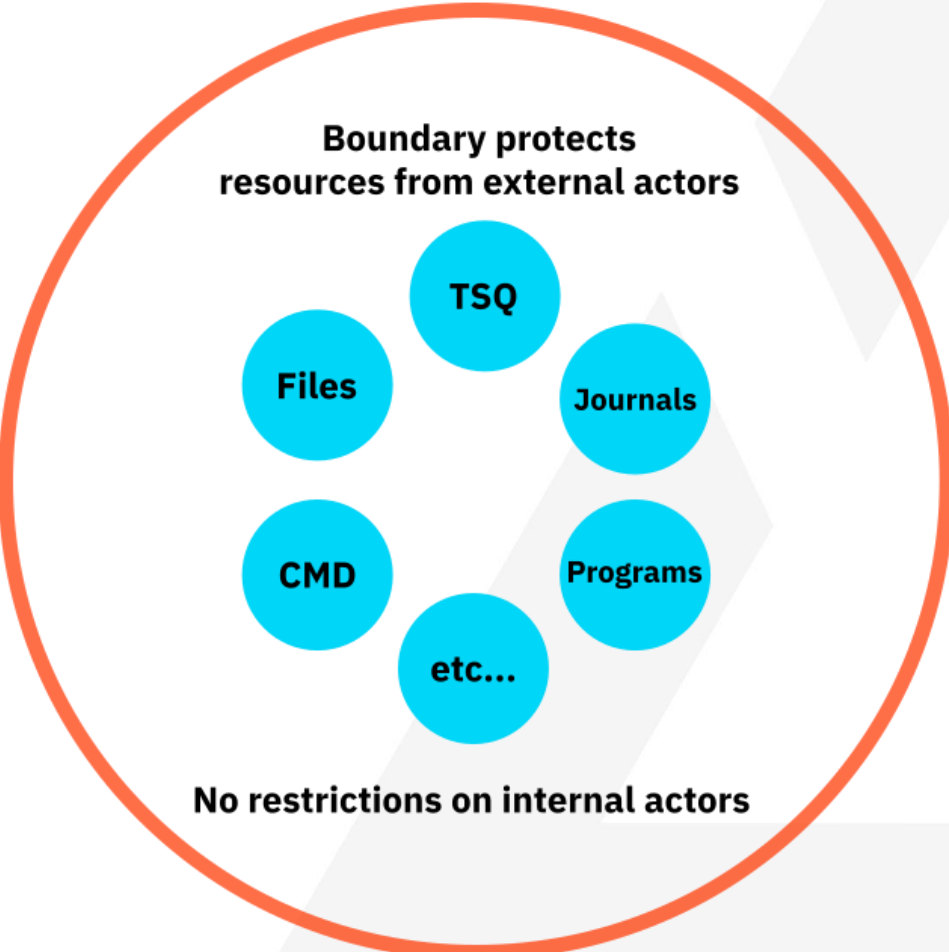 Boundary protects
resources from external actors
TSQ
Files
Journals
CMD
Programs
etc...
No restrictions on internal actors